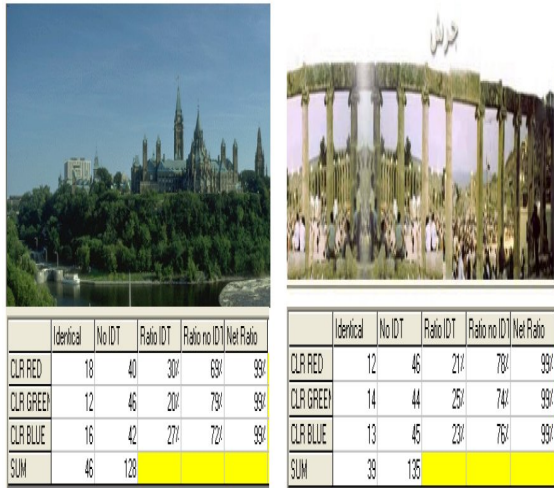 جرش
Identical No IDT Ratio IDT Ratio no IDT Net Ratio
CLR RED 18 40 30% 69% 99%
CLR GREEN 12 46 20% 79% 99%
CLR BLUE 16 42 27% 72% 99%
SUM 46 128
Identical No IDT Ratio IDT Ratio no IDT Net Ratio
CLR RED 12 46 21% 78% 99%
CLR GREEN 14 44 25% 74% 99%
CLR BLUE 13 45 23% 76% 99%
SUM 39 135